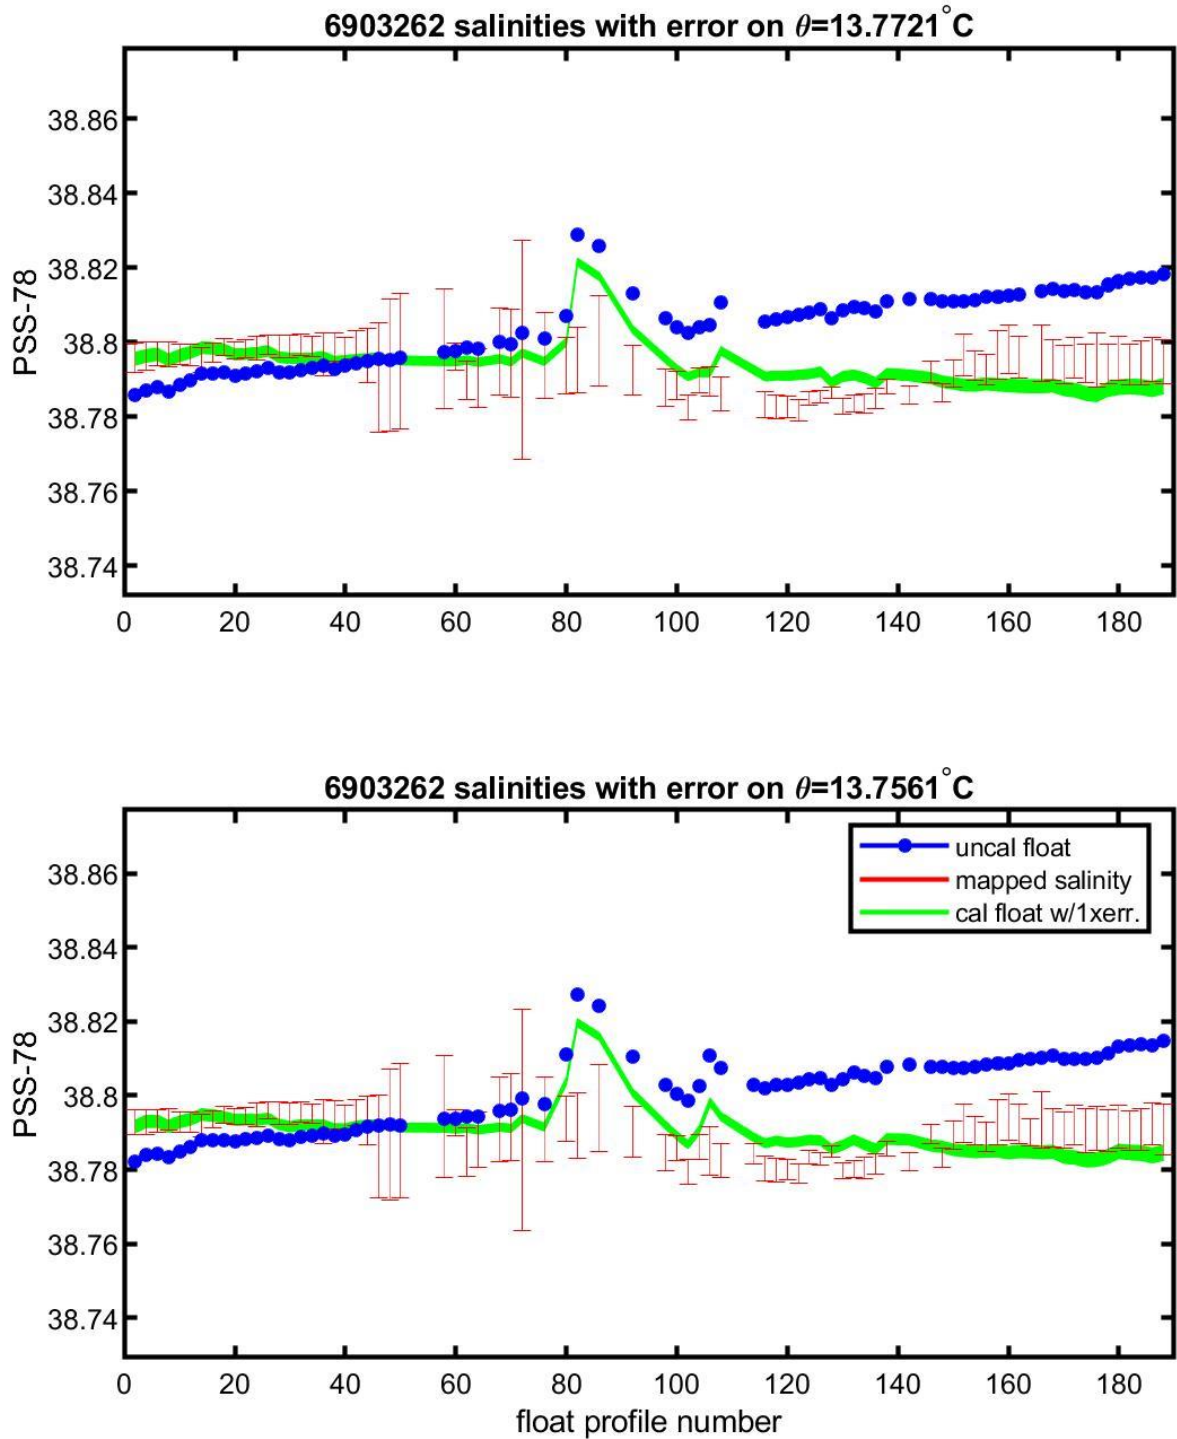 6903262 salinities with error on θ=13.7721°C
PSS-78
38.86
38.84
38.82
38.8
38.78
38.76
38.74
0 20 40 60 80 100 120 140 160 180
6903262 salinities with error on θ=13.7561°C
PSS-78
38.86
38.84
38.82
38.8
38.78
38.76
38.74
uncal float
mapped salinity
cal float w/1xerr.
0 20 40 60 80 100 120 140 160 180
float profile number